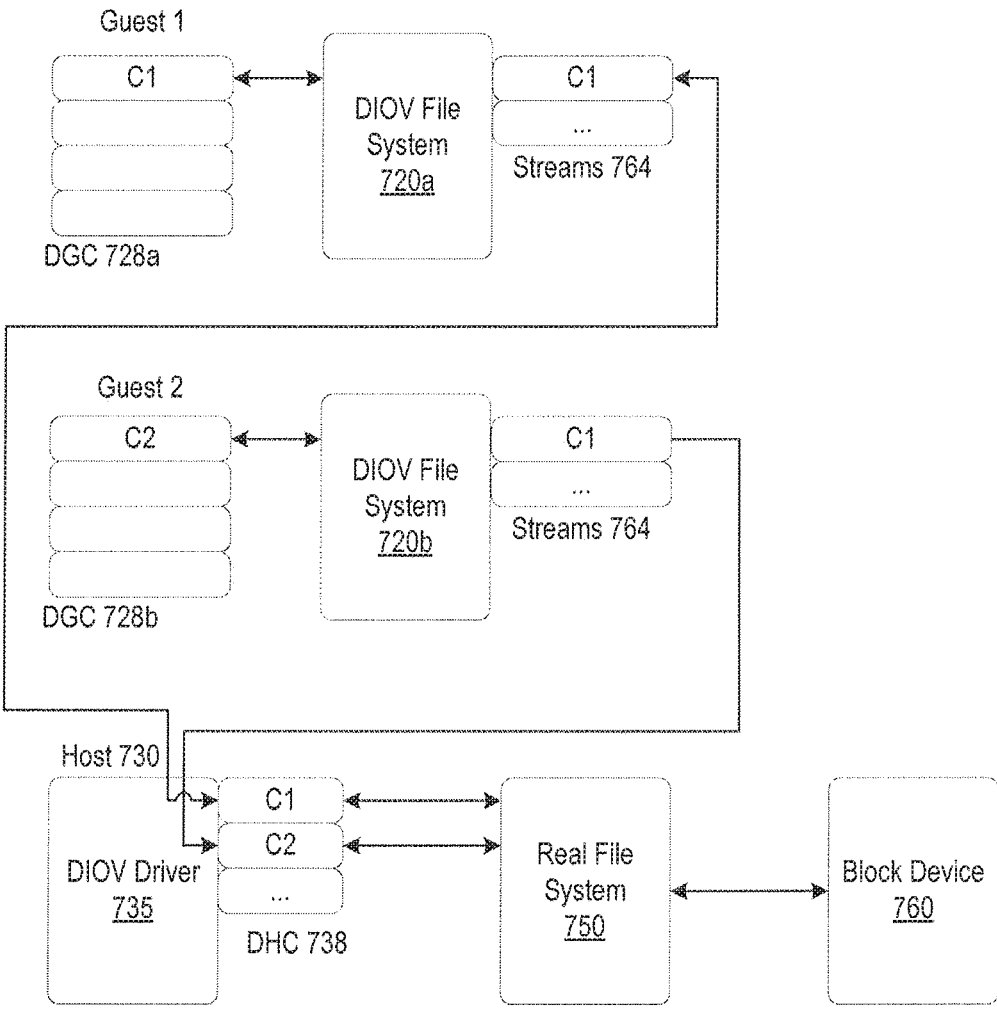 Guest 1
C1
DIOV File
System
720a
C1
...
Streams 764
DGC 728a
Guest 2
C2
DIOV File
System
720b
C1
...
Streams 764
DGC 728b
Host 730
DIOV Driver
735
C1
C2
...
DHC 738
Real File
System
750
Block Device
760